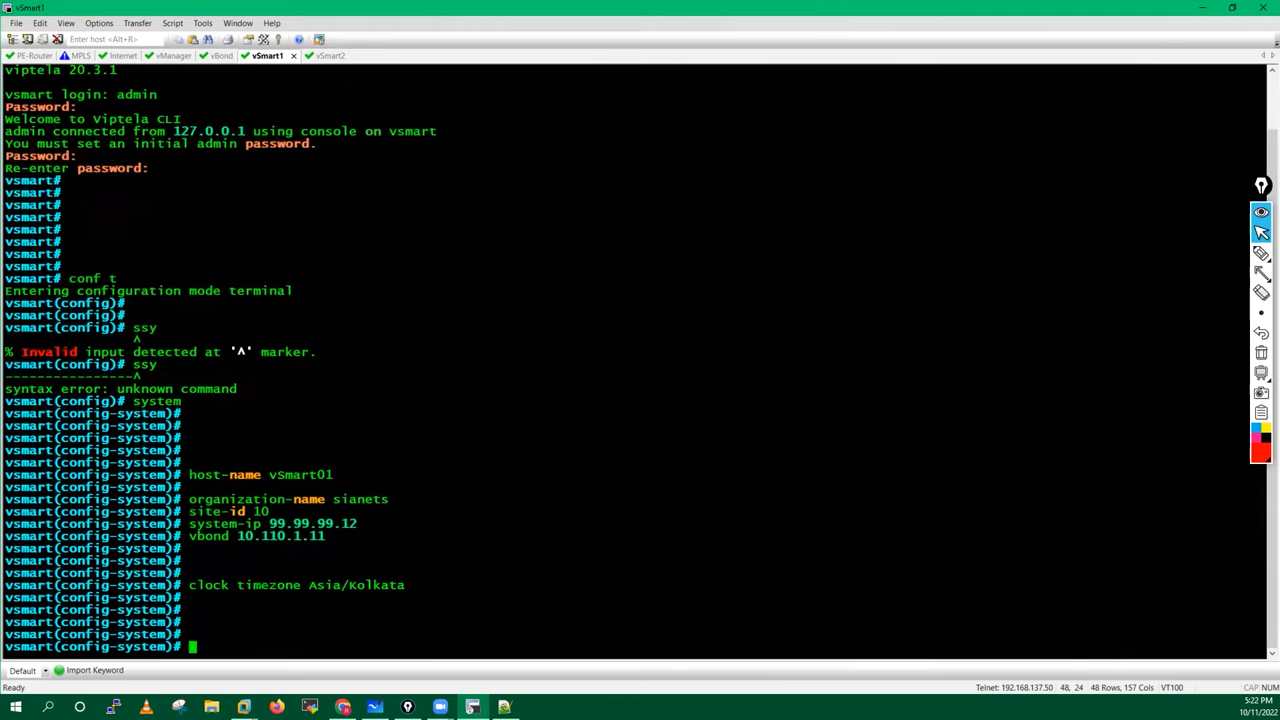 vSmart1
File Edit View Options Transfer Script Tools Window Help
Enter host <Alt+R>
PE-Router MPLS Internet vManager vBond vSmart1 vSmart2
viptela 20.3.1
vsmart login: admin
Password:
Welcome to Viptela CLI
admin connected from 127.0.0.1 using console on vsmart
You must set an initial admin password.
Password:
Re-enter password:
vsmart#
vsmart#
vsmart#
vsmart#
vsmart#
vsmart#
vsmart#
vsmart#
vsmart# conf t
Entering configuration mode terminal
vsmart(config)#
vsmart(config)#
vsmart(config)# ssy
^
% Invalid input detected at '^' marker.
vsmart(config)# ssy
----------------^
syntax error: unknown command
vsmart(config)# system
vsmart(config-system)#
vsmart(config-system)#
vsmart(config-system)#
vsmart(config-system)#
vsmart(config-system)#
vsmart(config-system)# host-name vSmart01
vsmart(config-system)#
vsmart(config-system)# organization-name sianets
vsmart(config-system)# site-id 10
vsmart(config-system)# system-ip 99.99.99.12
vsmart(config-system)# vbond 10.110.1.11
vsmart(config-system)#
vsmart(config-system)#
vsmart(config-system)#
vsmart(config-system)# clock timezone Asia/Kolkata
vsmart(config-system)#
vsmart(config-system)#
vsmart(config-system)#
vsmart(config-system)#
vsmart(config-system)#
Default Import Keyword
Ready Telnet: 192.168.137.50 48, 24 48 Rows, 157 Cols VT100 CAP NUM
5:22 PM
10/11/2022